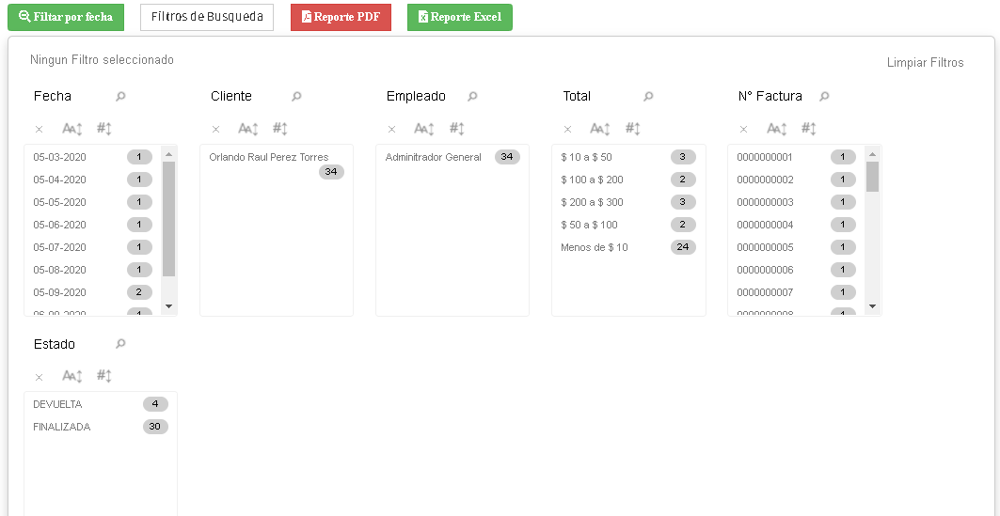 Filtar por fecha
Filtros de Busqueda
Reporte PDF
Reporte Excel
Ningun Filtro seleccionado
Limpiar Filtros
Fecha
05-03-2020 1
05-04-2020 1
05-05-2020 1
05-06-2020 1
05-07-2020 1
05-08-2020 1
05-09-2020 2
Cliente
Orlando Raul Perez Torres
34
Empleado
Adminitrador General 34
Total
$ 10 a $ 50 3
$ 100 a $ 200 2
$ 200 a $ 300 3
$ 50 a $ 100 2
Menos de $ 10 24
N° Factura
0000000001 1
0000000002 1
0000000003 1
0000000004 1
0000000005 1
0000000006 1
0000000007 1
0000000008 1
Estado
DEVUELTA 4
FINALIZADA 30